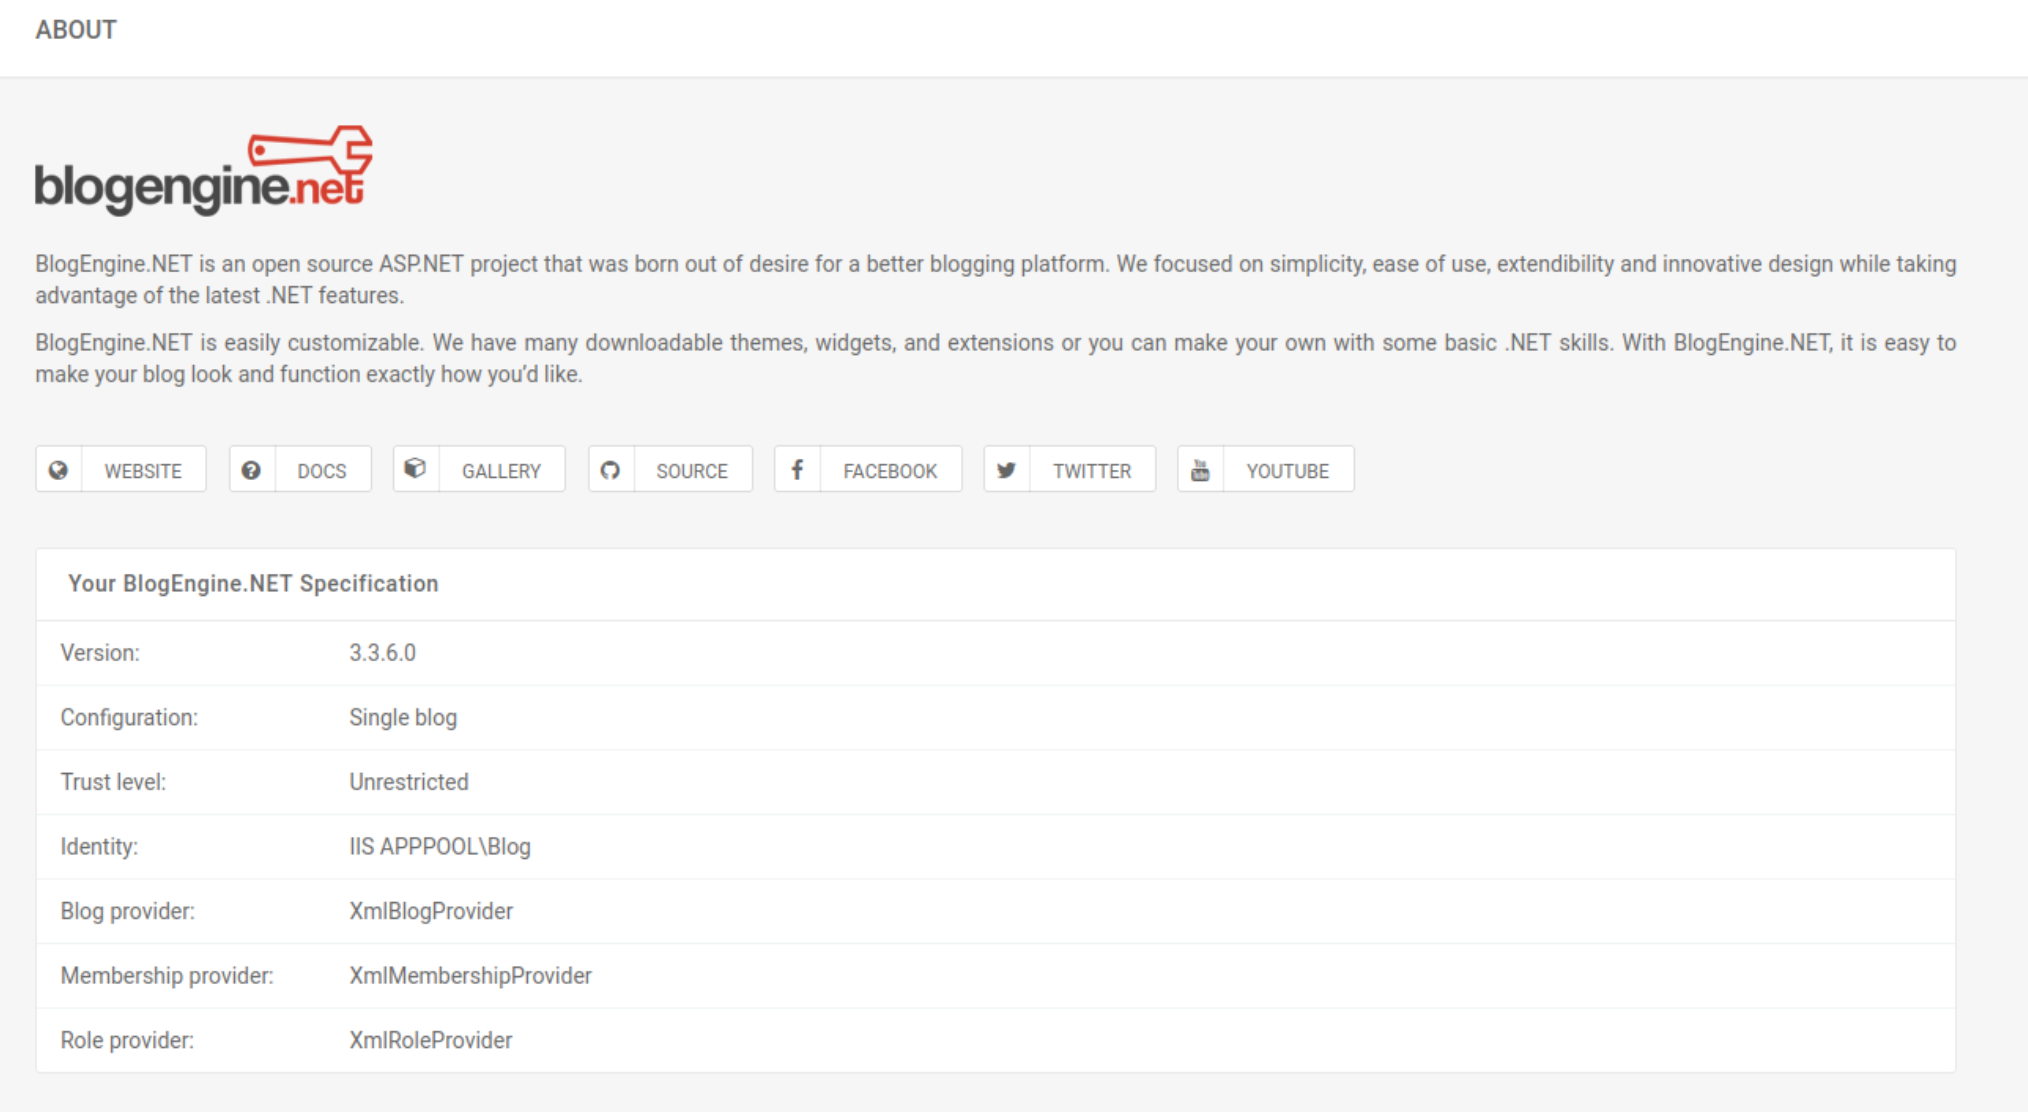 ABOUT
blogengine.net
BlogEngine.NET is an open source ASP.NET project that was born out of desire for a better blogging platform. We focused on simplicity, ease of use, extendibility and innovative design while taking
advantage of the latest .NET features.
BlogEngine.NET is easily customizable. We have many downloadable themes, widgets, and extensions or you can make your own with some basic .NET skills. With BlogEngine.NET, it is easy to
make your blog look and function exactly how you’d like.
WEBSITE DOCS GALLERY SOURCE FACEBOOK TWITTER YOUTUBE
Your BlogEngine.NET Specification
Version: 3.3.6.0
Configuration: Single blog
Trust level: Unrestricted
Identity: IIS APPPOOL\Blog
Blog provider: XmlBlogProvider
Membership provider: XmlMembershipProvider
Role provider: XmlRoleProvider